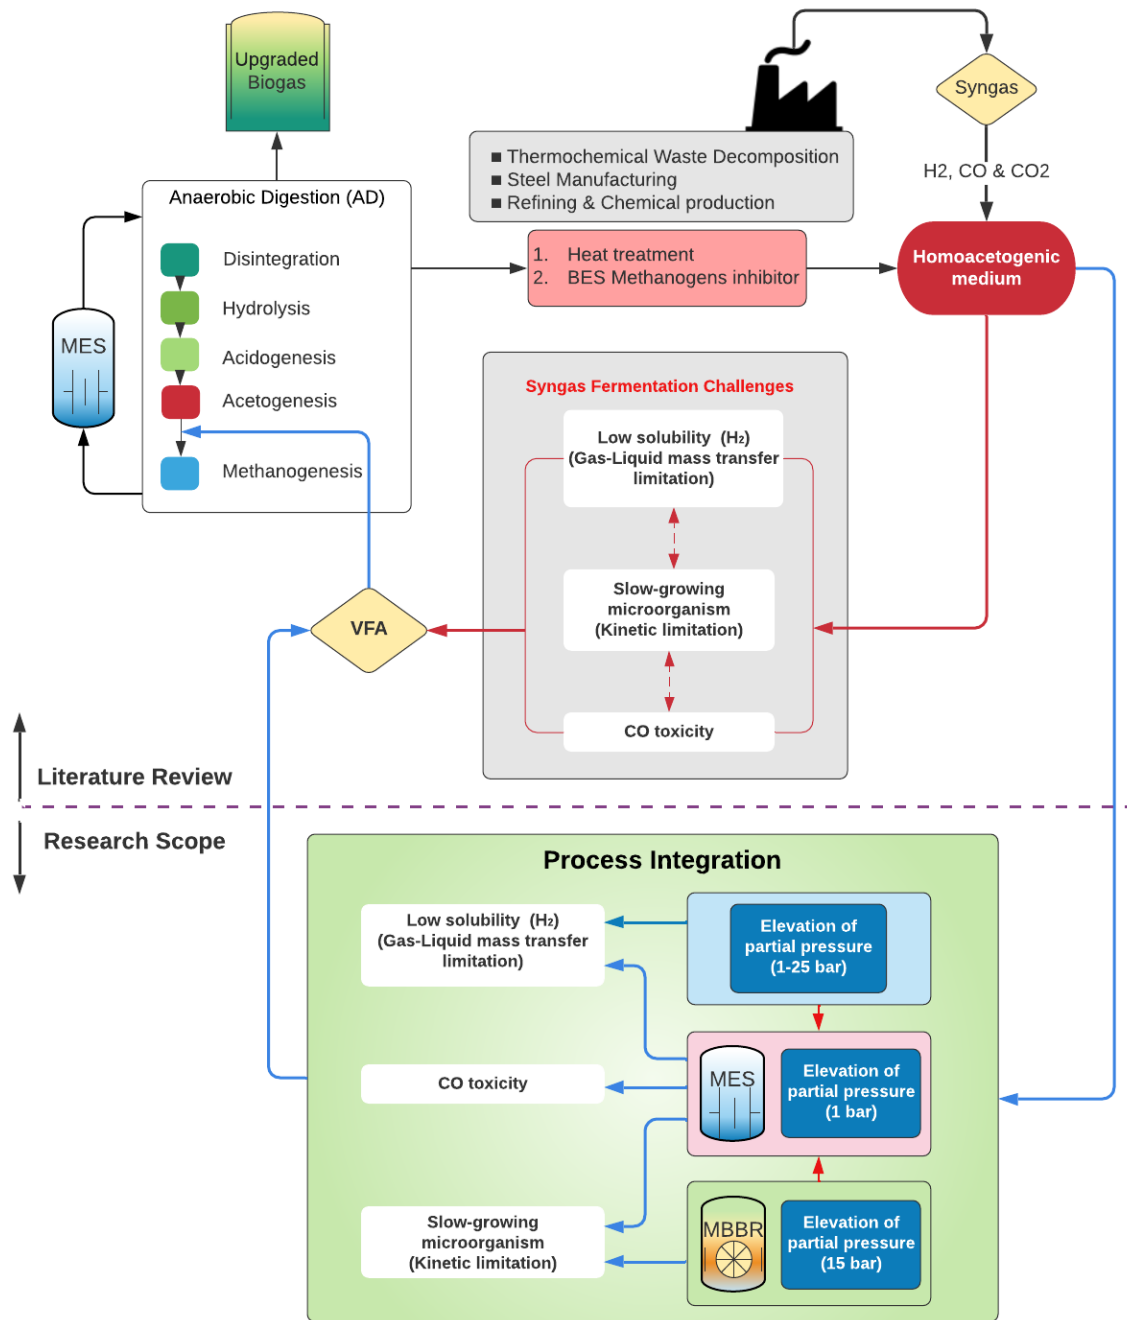 Upgraded
Biogas
Syngas
■ Thermochemical Waste Decomposition
■ Steel Manufacturing
■ Refining & Chemical production
H2, CO & CO2
Anaerobic Digestion (AD)
Disintegration
Hydrolysis
Acidogenesis
Acetogenesis
Methanogenesis
MES
1. Heat treatment
2. BES Methanogens inhibitor
Homoacetogenic
medium
Syngas Fermentation Challenges
Low solubility (H₂)
(Gas-Liquid mass transfer
limitation)
Slow-growing
microorganism
(Kinetic limitation)
CO toxicity
VFA
Literature Review
Research Scope
Process Integration
Low solubility (H₂)
(Gas-Liquid mass transfer
limitation)
Elevation of
partial pressure
(1-25 bar)
CO toxicity
MES
Elevation of
partial pressure
(1 bar)
Slow-growing
microorganism
(Kinetic limitation)
MBBR
Elevation of
partial pressure
(15 bar)